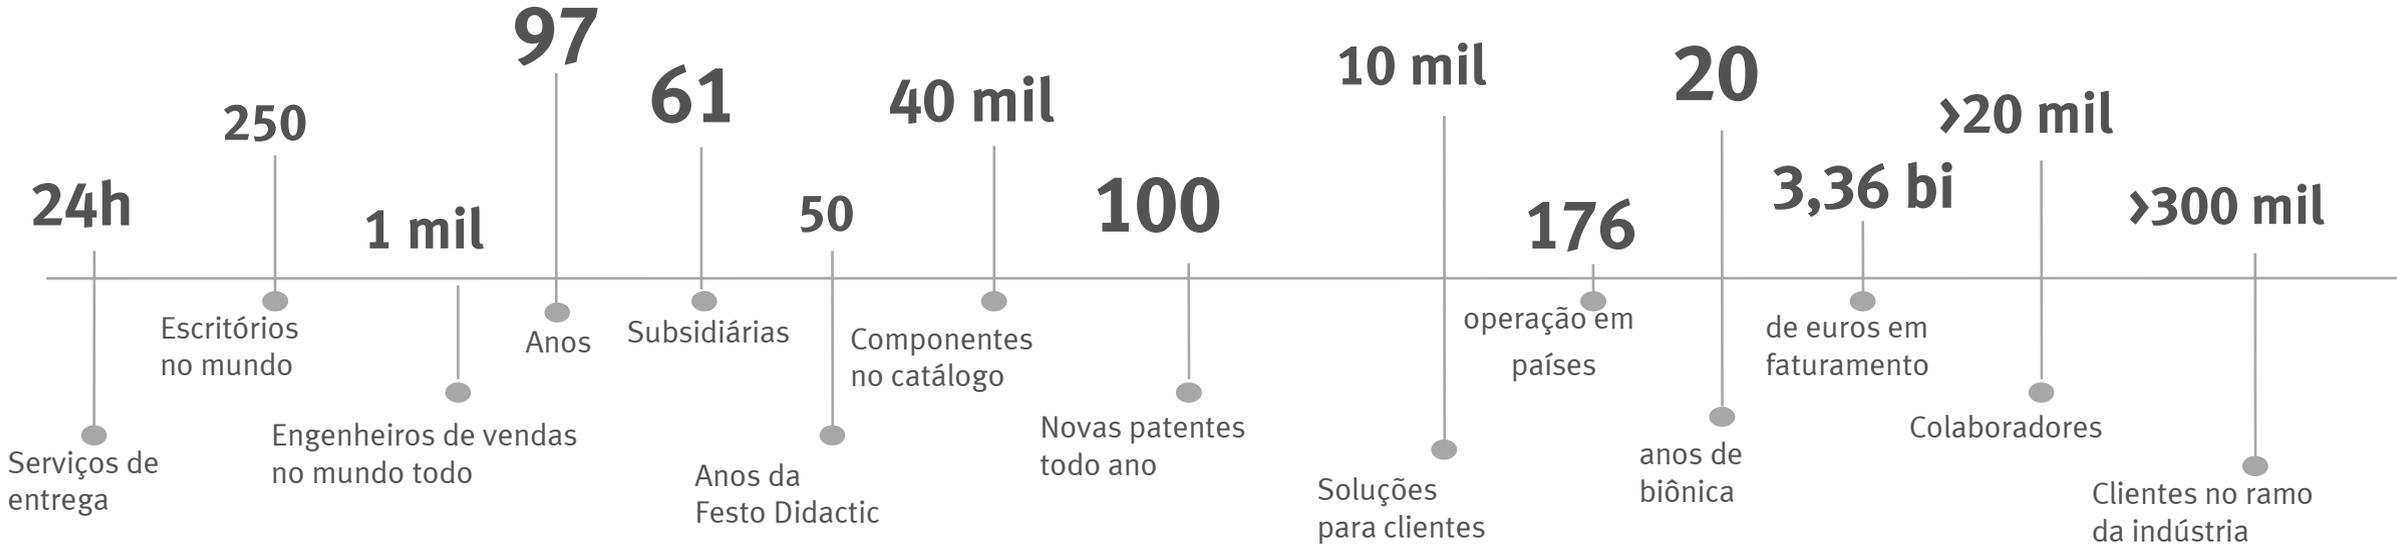 24h
Serviços de
entrega
250
Escritórios
no mundo
1 mil
Engenheiros de vendas
no mundo todo
97
Anos
61
Subsidiárias
50
Anos da
Festo Didactic
40 mil
Componentes
no catálogo
100
Novas patentes
todo ano
10 mil
Soluções
para clientes
176
operação em
países
20
anos de
biônica
3,36 bi
de euros em
faturamento
>20 mil
Colaboradores
>300 mil
Clientes no ramo
da indústria